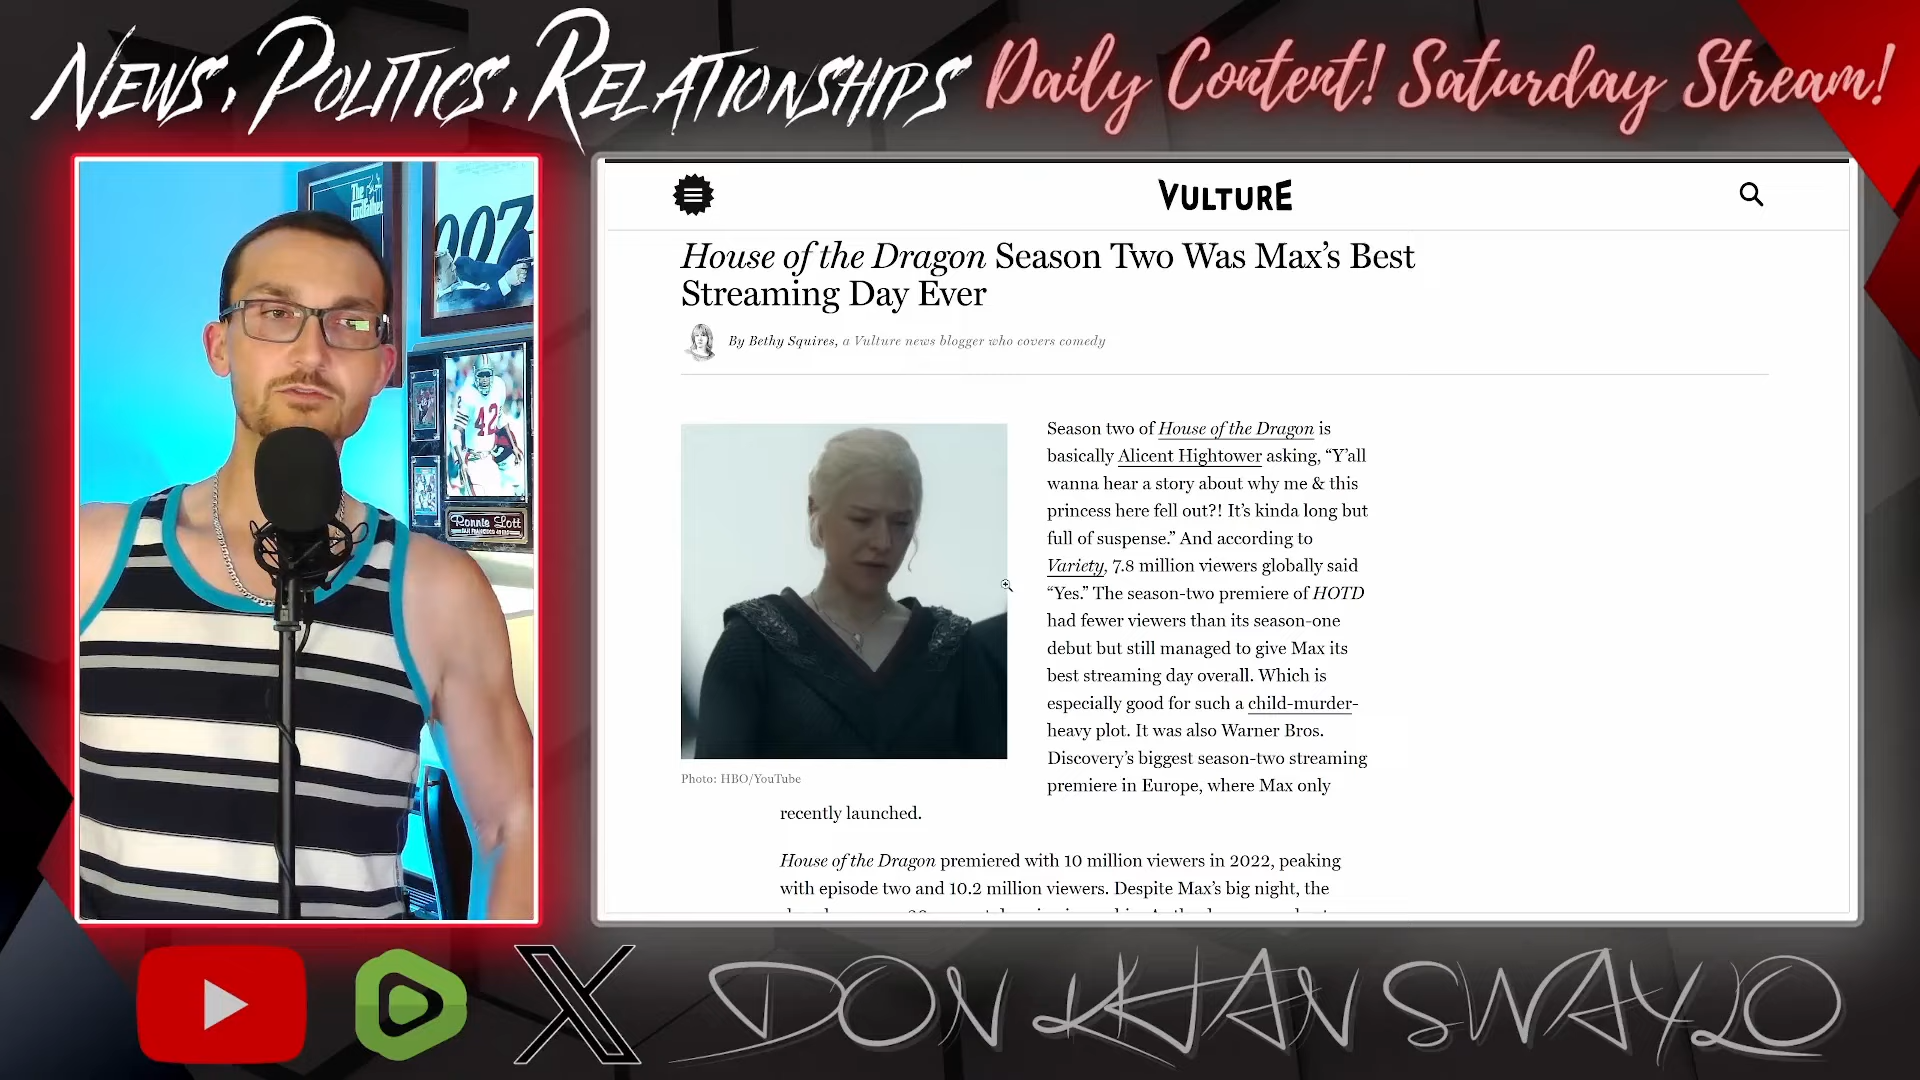 NEWS, POLITICS, RELATIONSHIPS Daily Content! Saturday Stream!
The Godfather
007
42
Ronnie Lott
SAN FRANCISCO 49ERS
VULTURE
House of the Dragon Season Two Was Max’s Best
Streaming Day Ever
By Bethy Squires, a Vulture news blogger who covers comedy
Season two of House of the Dragon is
basically Alicent Hightower asking, “Y’all
wanna hear a story about why me & this
princess here fell out?! It’s kinda long but
full of suspense.” And according to
Variety, 7.8 million viewers globally said
“Yes.” The season-two premiere of HOTD
had fewer viewers than its season-one
debut but still managed to give Max its
best streaming day overall. Which is
especially good for such a child-murder-
heavy plot. It was also Warner Bros.
Discovery’s biggest season-two streaming
premiere in Europe, where Max only
recently launched.
Photo: HBO/YouTube
House of the Dragon premiered with 10 million viewers in 2022, peaking
with episode two and 10.2 million viewers. Despite Max’s big night, the
X DON KHAN SWAYLO